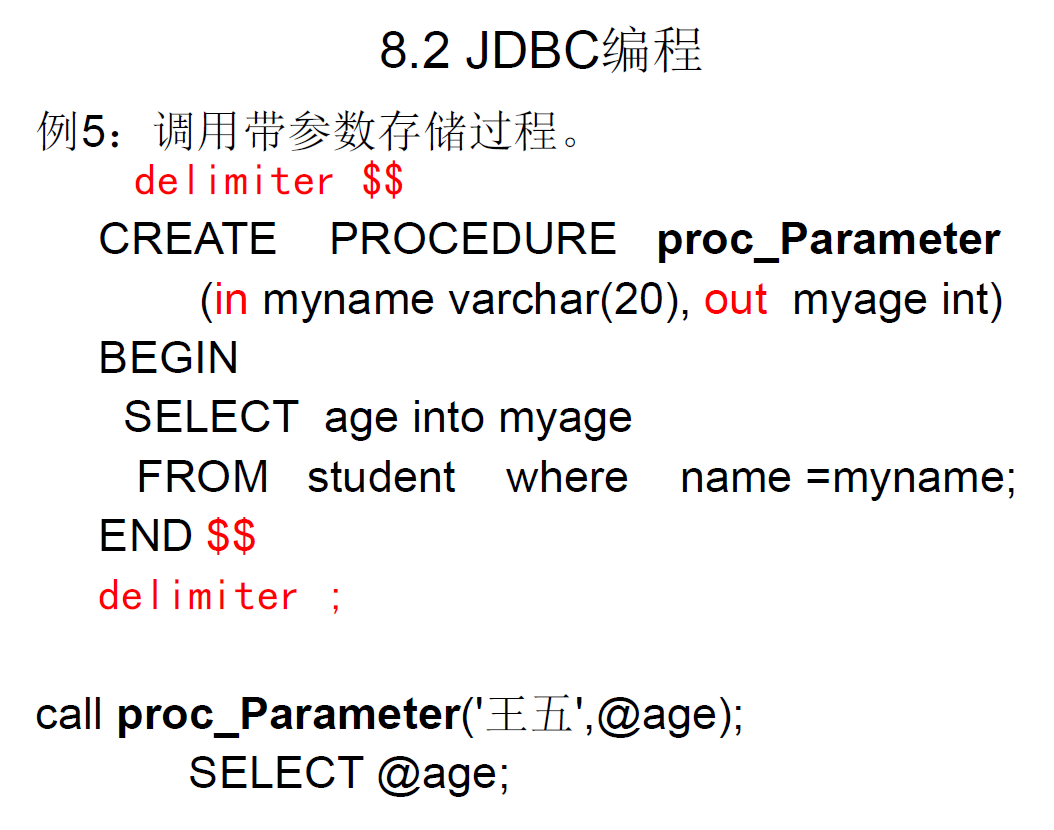 8.2 JDBC编程
例5：调用带参数存储过程。
delimiter $$
CREATE PROCEDURE proc_Parameter
(in myname varchar(20), out myage int)
BEGIN
SELECT age into myage
FROM student where name =myname;
END $$
delimiter ;
call proc_Parameter('王五',@age);
SELECT @age;